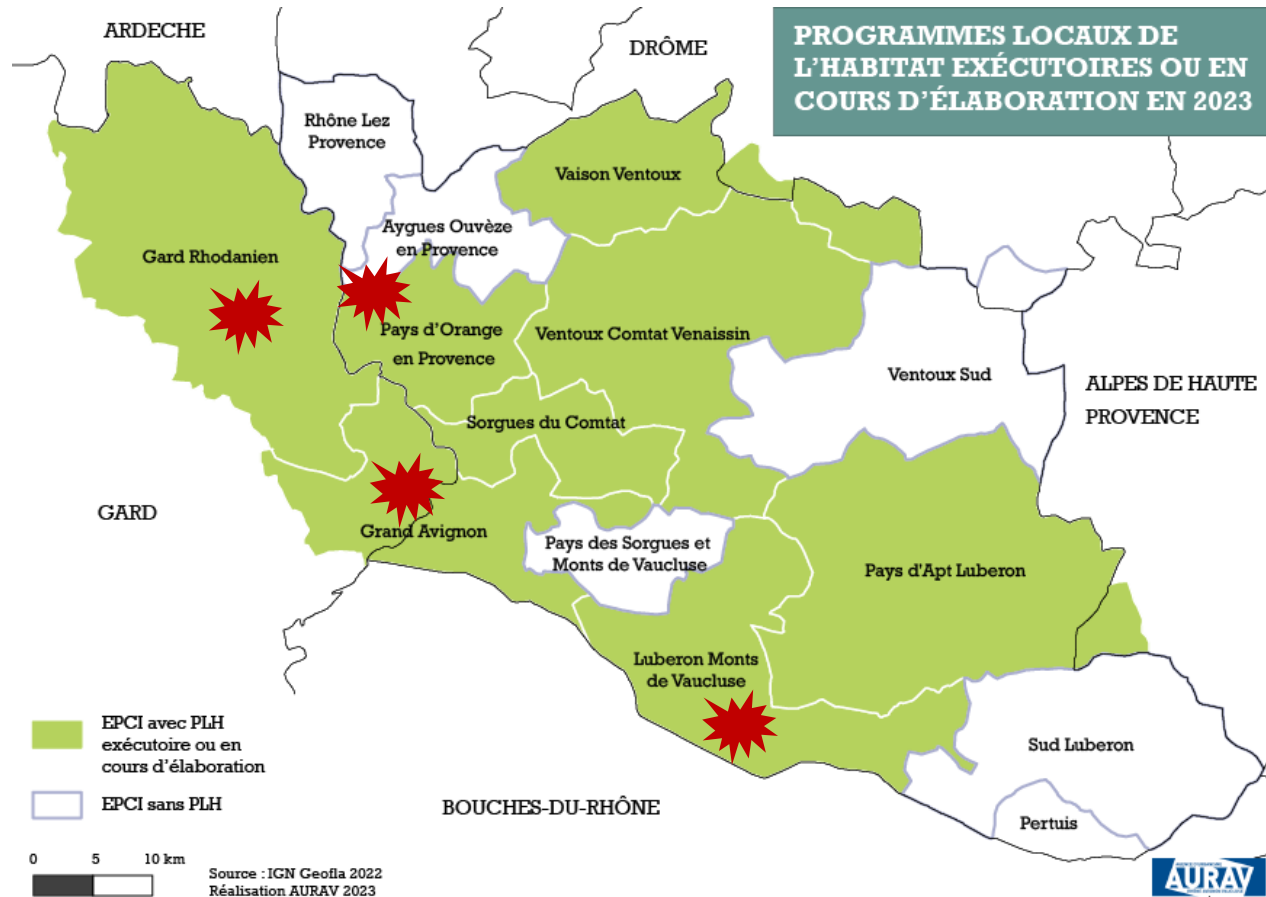 ARDECHE
DRÔME
PROGRAMMES LOCAUX DE
L'HABITAT EXÉCUTOIRES OU EN
COURS D'ÉLABORATION EN 2023
Rhône Lez
Provence
Vaison Ventoux
Aygues Ouvèze
en Provence
Gard Rhodanien
Pays d'Orange
en Provence
Ventoux Comtat Venaissin
Ventoux Sud
ALPES DE HAUTE
PROVENCE
Sorgues du Comtat
GARD
Grand Avignon
Pays des Sorgues et
Monts de Vaucluse
Pays d'Apt Luberon
Luberon Monts
de Vaucluse
EPCI avec PLH
exécutoire ou en
cours d'élaboration
Sud Luberon
EPCI sans PLH
BOUCHES-DU-RHÔNE
Pertuis
0 5 10 km
Source : IGN Geofla 2022
Réalisation AURAV 2023
AURAV